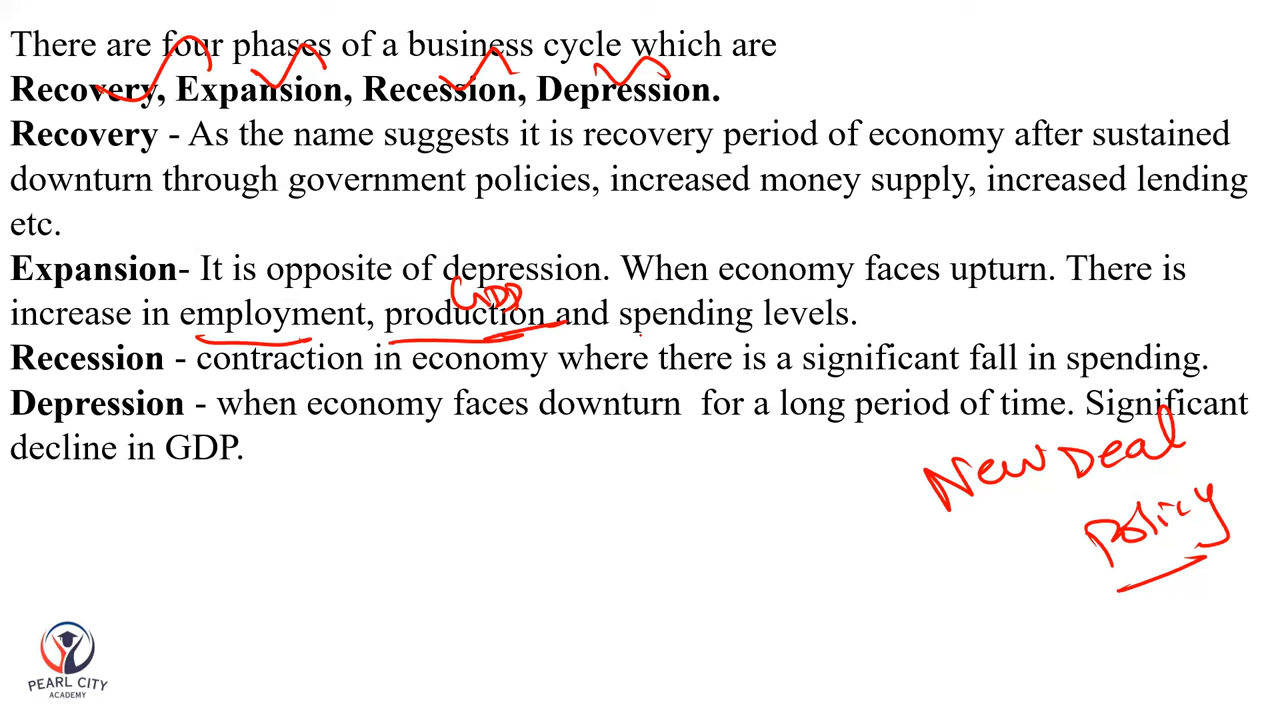 There are four phases of a business cycle which are
Recovery, Expansion, Recession, Depression.
Recovery - As the name suggests it is recovery period of economy after sustained
downturn through government policies, increased money supply, increased lending
etc.
Expansion- It is opposite of depression. When economy faces upturn. There is
GDP
increase in employment, production and spending levels.
Recession - contraction in economy where there is a significant fall in spending.
Depression - when economy faces downturn for a long period of time. Significant
decline in GDP.
New Deal
Policy
PEARL CITY
ACADEMY